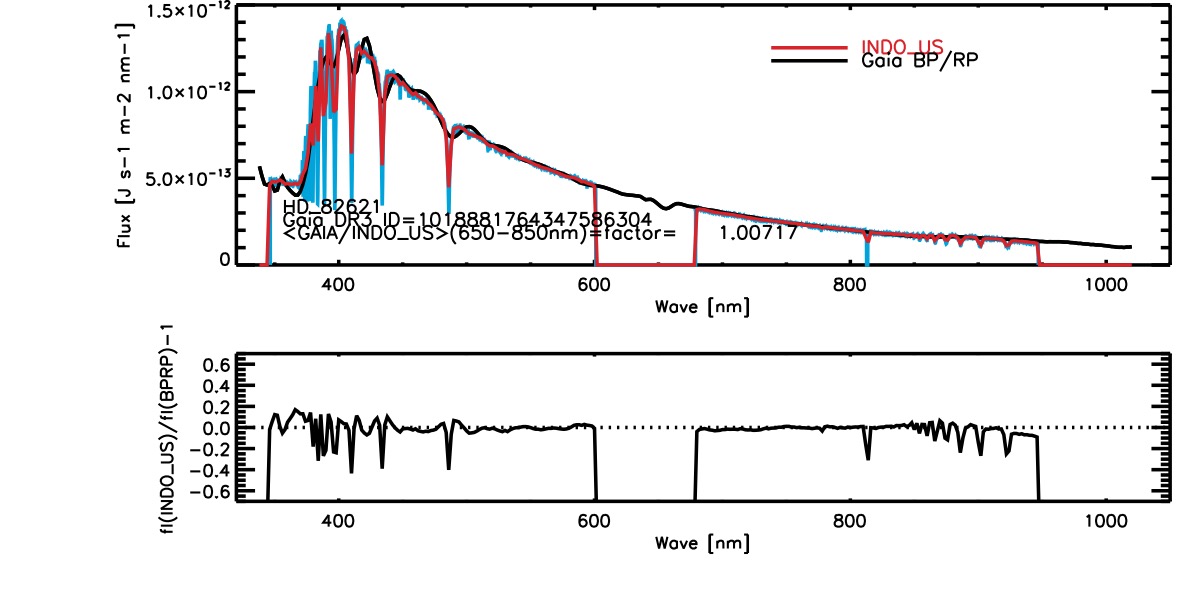 1.5×10−12
1.0×10−12
5.0×10−13
0
Flux [J s−1 m−2 nm−1]
INDO_US
Gaia BP/RP
HD_82621
Gaia DR3 ID=1018881764347586304
<GAIA/INDO_US>(650−850nm)=factor= 1.00717
400 600 800 1000
Wave [nm]
fl(INDO_US)/fl(BPRP)−1
0.6
0.4
0.2
0.0
−0.2
−0.4
−0.6
400 600 800 1000
Wave [nm]